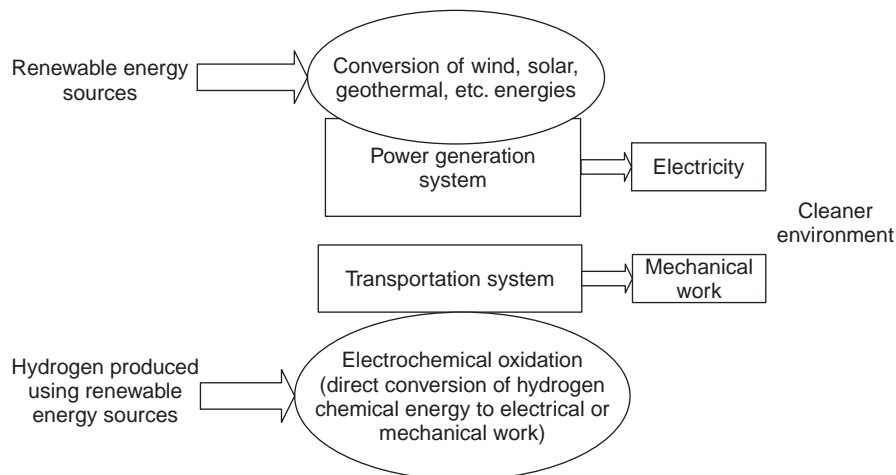 Renewable energy
sources
Conversion of wind, solar,
geothermal, etc. energies
Power generation
system
Electricity
Cleaner
environment
Transportation system
Mechanical
work
Hydrogen produced
using renewable
energy sources
Electrochemical oxidation
(direct conversion of hydrogen
chemical energy to electrical or
mechanical work)